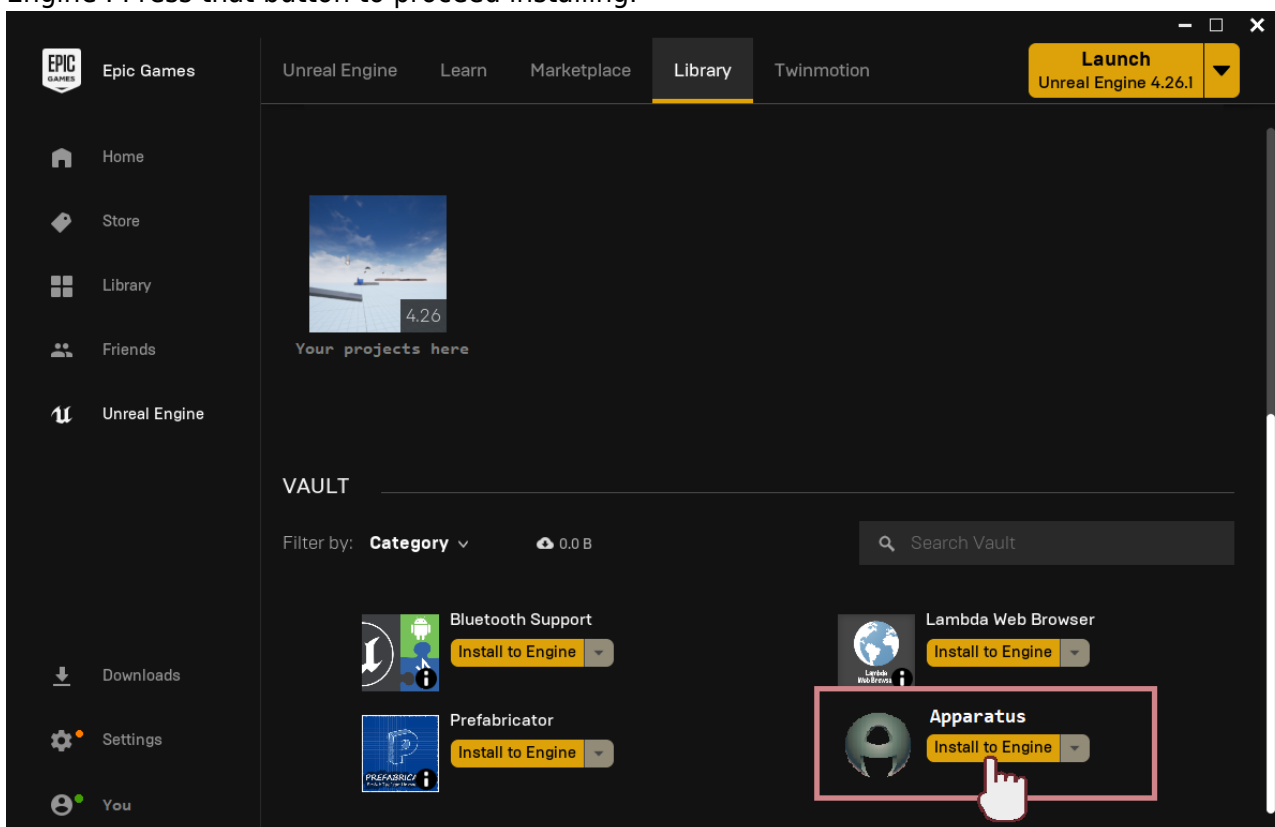 Engine . Press that button to proceed installing.
EPIC GAMES
Epic Games
Unreal Engine Learn Marketplace Library Twinmotion
Launch
Unreal Engine 4.26.1
Home
Store
Library
Friends
Unreal Engine
4.26
Your projects here
VAULT
Filter by: Category 0.0 B Search Vault
Bluetooth Support
Install to Engine
Lambda Web Browser
Install to Engine
Lambda
Web Browser
Prefabricator
Install to Engine
Apparatus
Install to Engine
Downloads
Settings
You